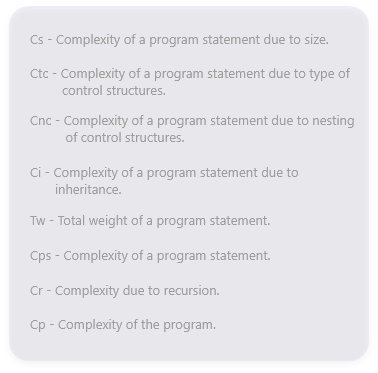 Cs - Complexity of a program statement due to size.
Ctc - Complexity of a program statement due to type of
control structures.
Cnc - Complexity of a program statement due to nesting
of control structures.
Ci - Complexity of a program statement due to
inheritance.
Tw - Total weight of a program statement.
Cps - Complexity of a program statement.
Cr - Complexity due to recursion.
Cp - Complexity of the program.